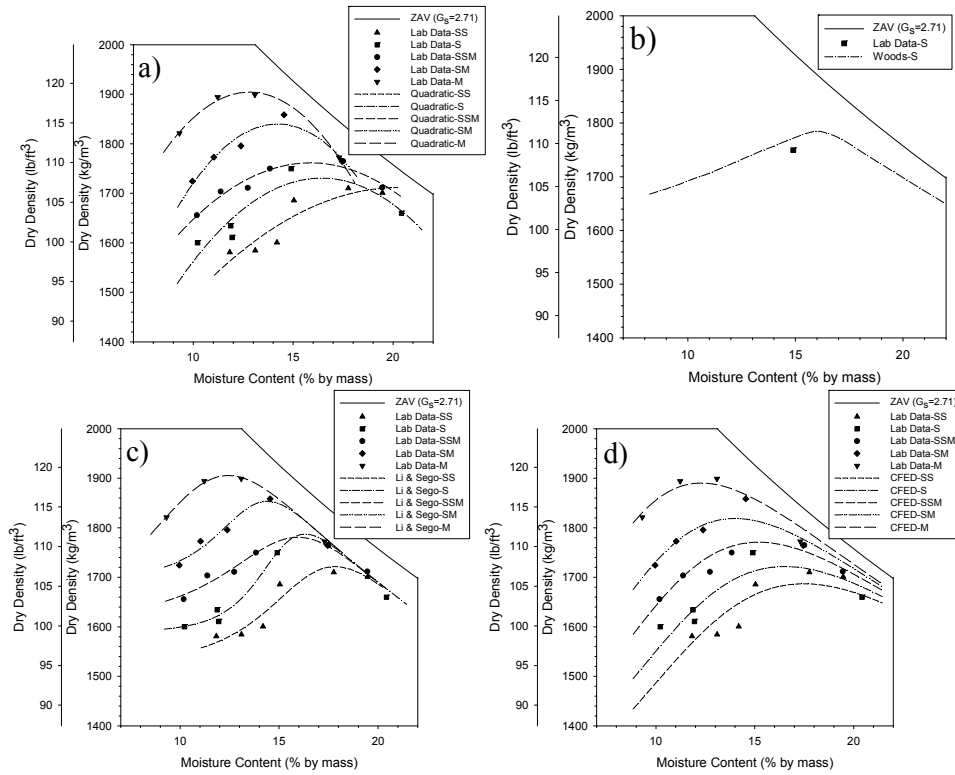 a)
ZAV (GS=2.71)
Lab Data-SS
Lab Data-S
Lab Data-SSM
Lab Data-SM
Lab Data-M
Quadratic-SS
Quadratic-S
Quadratic-SSM
Quadratic-SM
Quadratic-M
Dry Density (lb/ft³)
120
115
110
105
100
95
90
Dry Density (kg/m³)
2000
1900
1800
1700
1600
1500
1400
10
15
20
Moisture Content (% by mass)
b)
ZAV (GS=2.71)
Lab Data-S
Woods-S
Dry Density (lb/ft³)
120
115
110
105
100
95
90
Dry Density (kg/m³)
2000
1900
1800
1700
1600
1500
1400
10
15
20
Moisture Content (% by mass)
c)
ZAV (GS=2.71)
Lab Data-SS
Lab Data-S
Lab Data-SSM
Lab Data-SM
Lab Data-M
Li & Sego-SS
Li & Sego-S
Li & Sego-SSM
Li & Sego-SM
Li & Sego-M
Dry Density (lb/ft³)
120
115
110
105
100
95
90
Dry Density (kg/m³)
2000
1900
1800
1700
1600
1500
1400
10
15
20
Moisture Content (% by mass)
d)
ZAV (GS=2.71)
Lab Data-SS
Lab Data-S
Lab Data-SSM
Lab Data-SM
Lab Data-M
CFED-SS
CFED-S
CFED-SSM
CFED-SM
CFED-M
Dry Density (lb/ft³)
120
115
110
105
100
95
90
Dry Density (kg/m³)
2000
1900
1800
1700
1600
1500
1400
10
15
20
Moisture Content (% by mass)